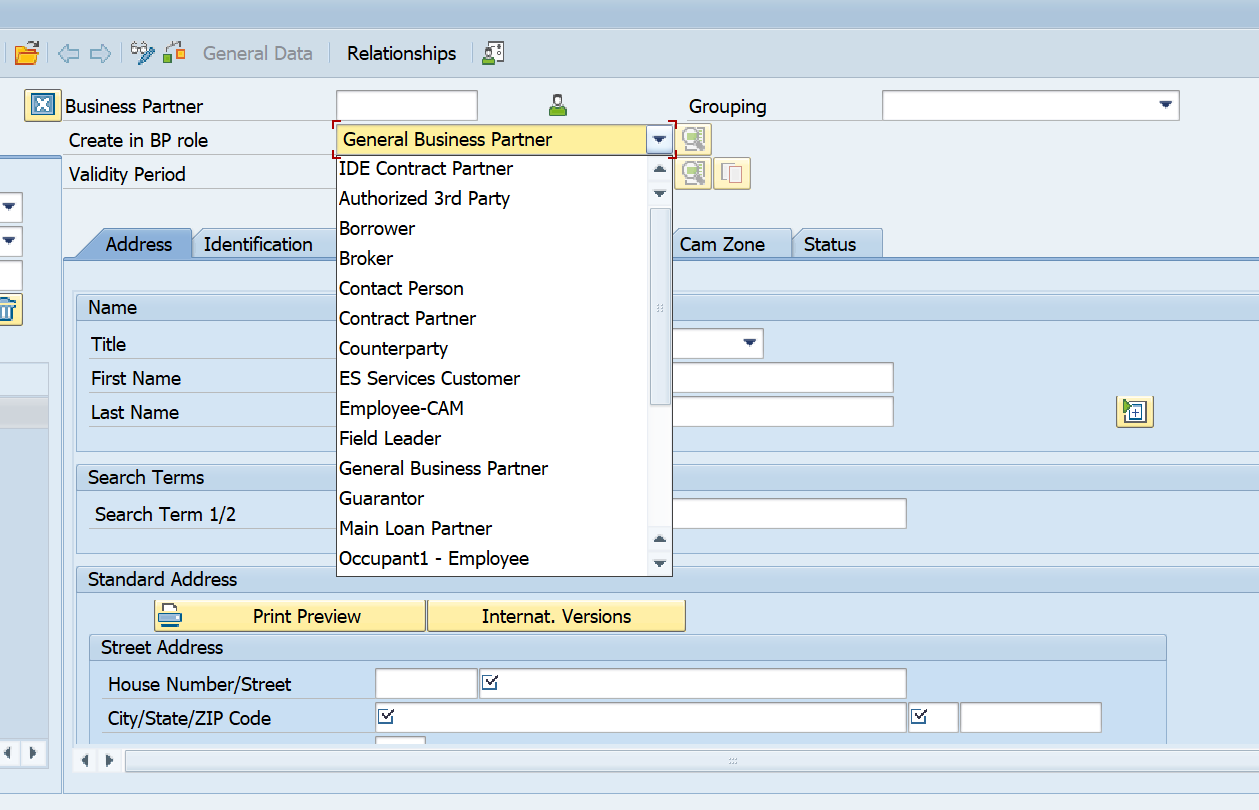 General Data Relationships
Business Partner Grouping
Create in BP role General Business Partner
Validity Period
IDE Contract Partner
Authorized 3rd Party
Borrower
Broker
Contact Person
Contract Partner
Counterparty
ES Services Customer
Employee-CAM
Field Leader
General Business Partner
Guarantor
Main Loan Partner
Occupant1 - Employee
Address Identification Cam Zone Status
Name
Title
First Name
Last Name
Search Terms
Search Term 1/2
Standard Address
Print Preview Internat. Versions
Street Address
House Number/Street
City/State/ZIP Code